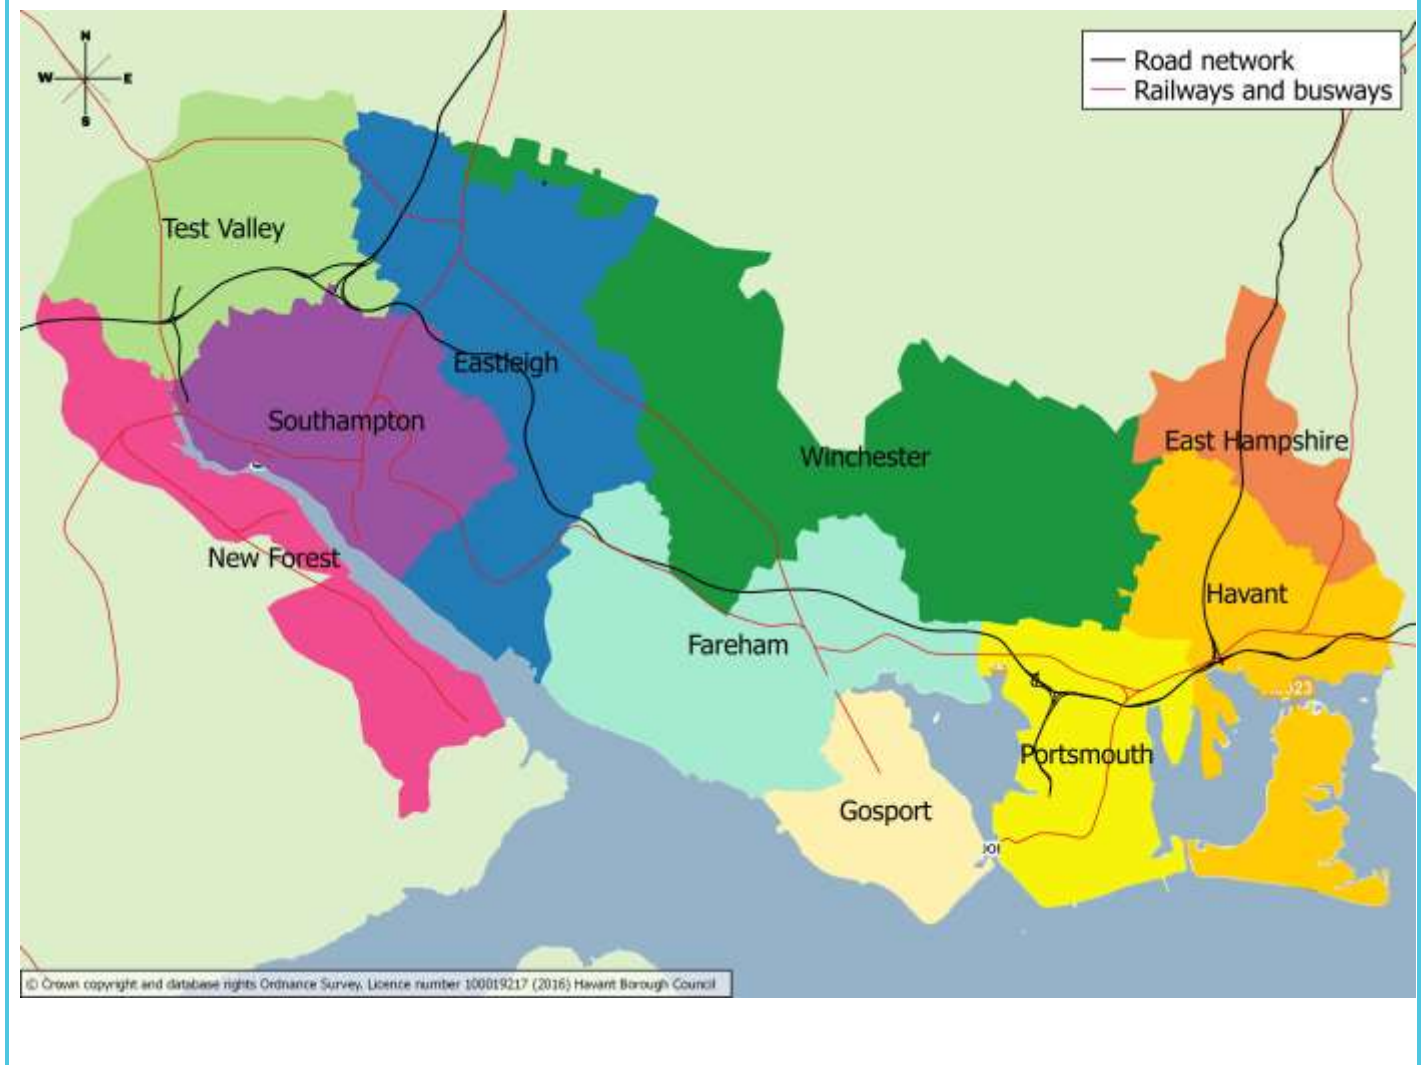 N
W E
S
Road network
Railways and busways
Test Valley
Eastleigh
Southampton
East Hampshire
Winchester
New Forest
Havant
Fareham
Portsmouth
Gosport
© Crown copyright and database rights Ordnance Survey. Licence number 100019217 (2016) Havant Borough Council